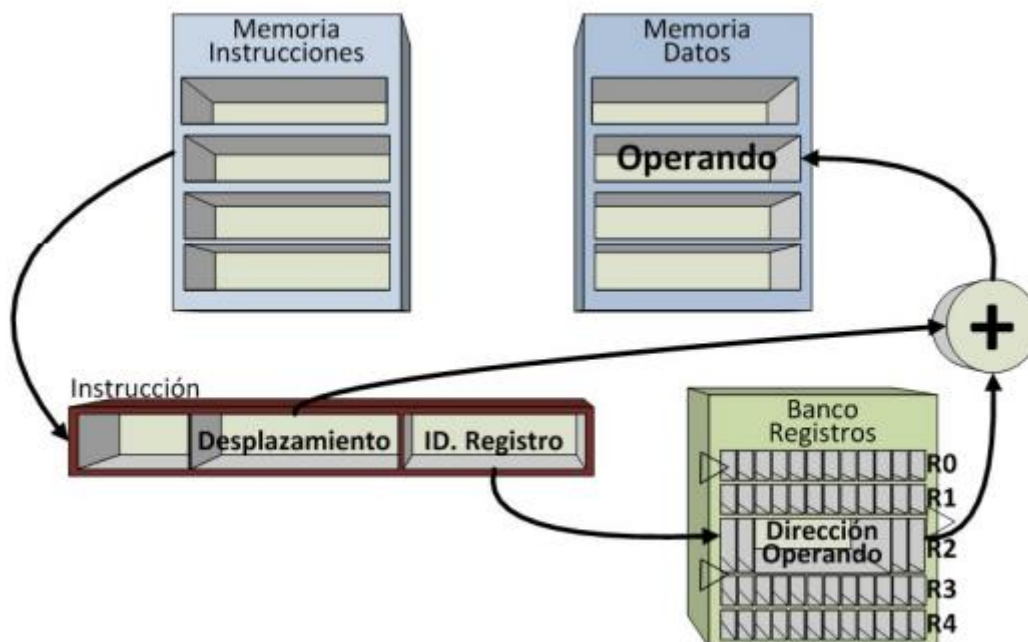 Memoria
Instrucciones
Memoria
Datos
Operando
+
Instrucción
Desplazamiento
ID. Registro
Banco
Registros
R0
R1
Dirección
Operando
R2
R3
R4